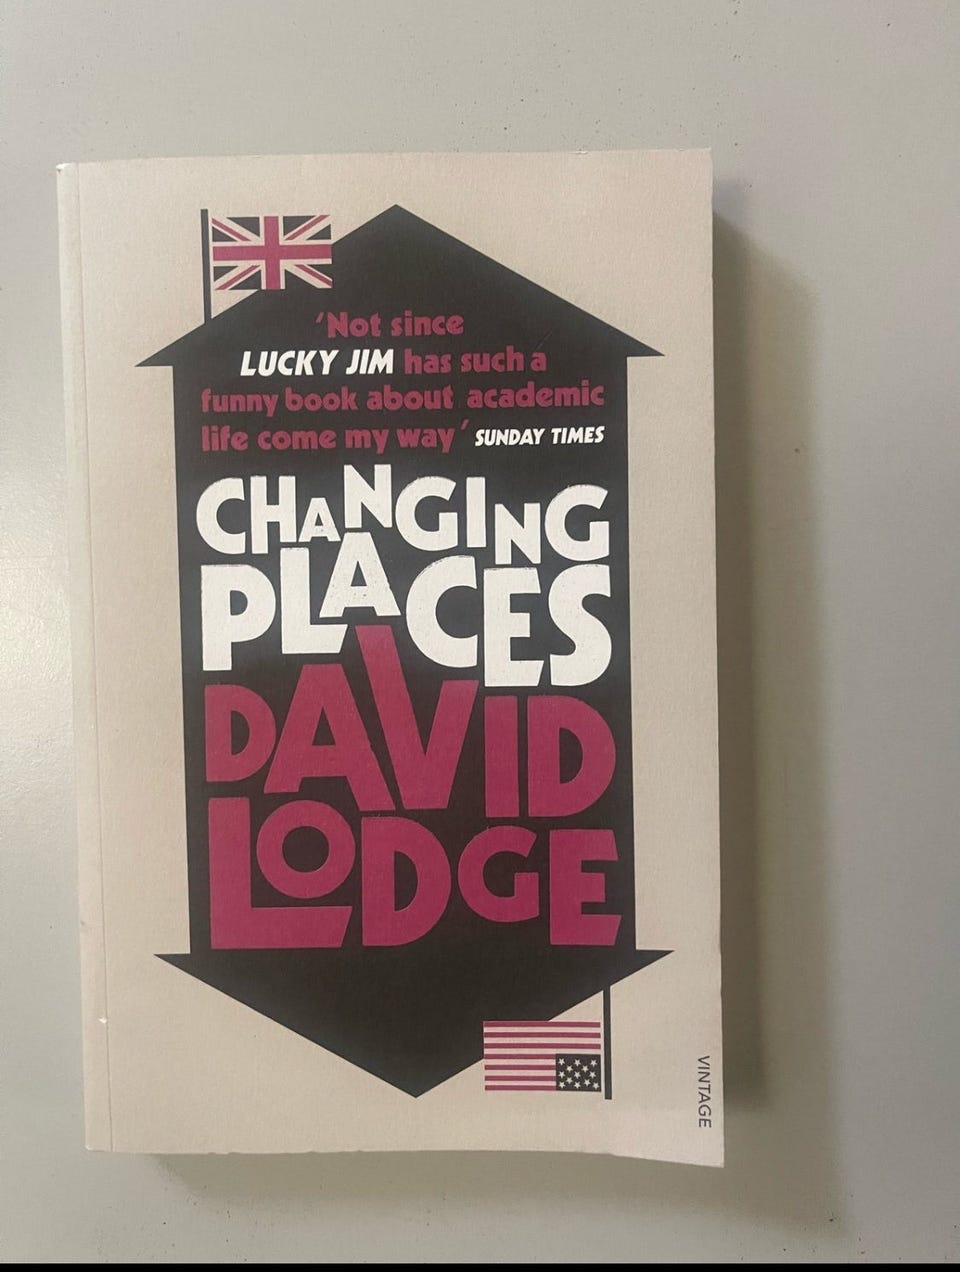 ‘Not since
LUCKY JIM has such a
funny book about academic
life come my way’ SUNDAY TIMES
CHANGING
PLACES
DAVID
LODGE
VINTAGE